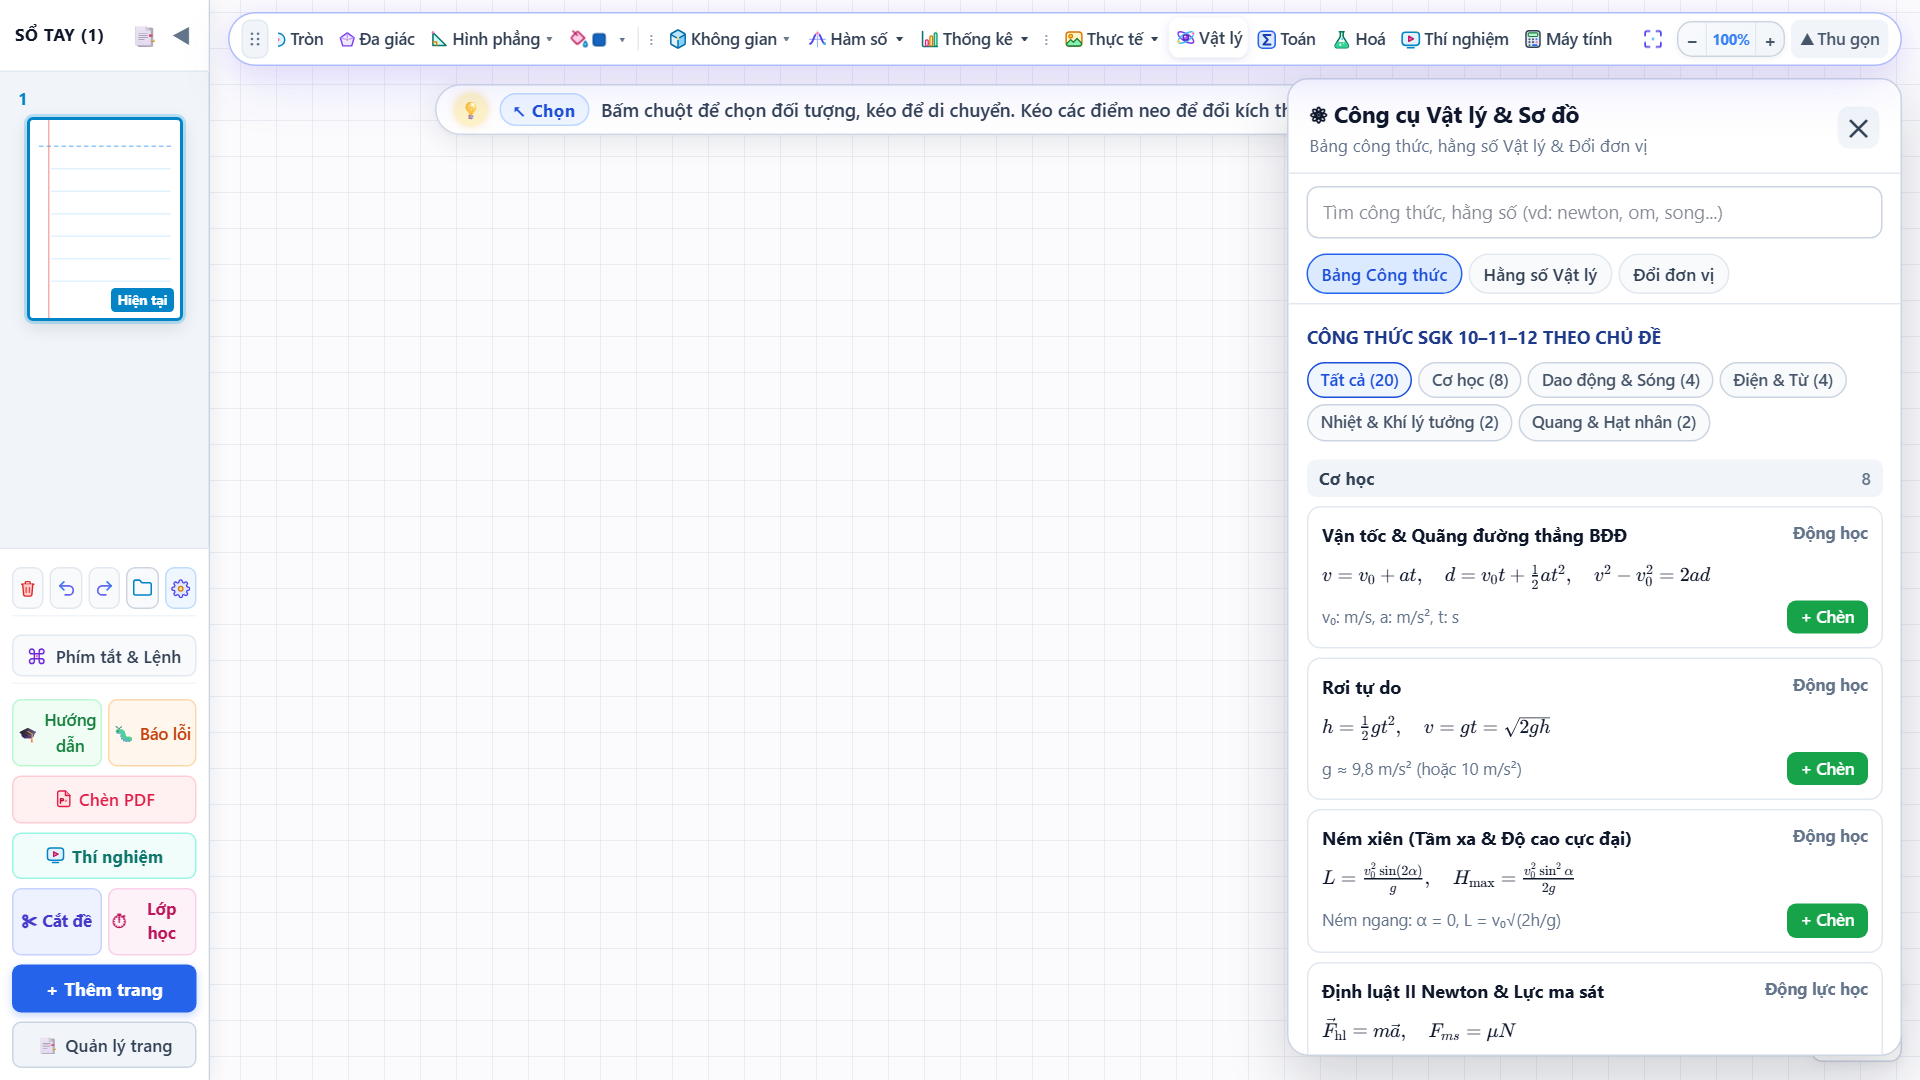 SỔ TAY (1)
Tròn Đa giác Hình phẳng Không gian Hàm số Thống kê Thực tế Vật lý Toán Hoá Thí nghiệm Máy tính − 100% + Thu gọn
1
Hiện tại
Chọn Bấm chuột để chọn đối tượng, kéo để di chuyển. Kéo các điểm neo để đổi kích th
Phím tắt & Lệnh
Hướng dẫn
Báo lỗi
Chèn PDF
Thí nghiệm
Cắt đề
Lớp học
+ Thêm trang
Quản lý trang
Công cụ Vật lý & Sơ đồ
Bảng công thức, hằng số Vật lý & Đổi đơn vị
Tìm công thức, hằng số (vd: newton, om, song...)
Bảng Công thức Hằng số Vật lý Đổi đơn vị
CÔNG THỨC SGK 10–11–12 THEO CHỦ ĐỀ
Tất cả (20) Cơ học (8) Dao động & Sóng (4) Điện & Từ (4)
Nhiệt & Khí lý tưởng (2) Quang & Hạt nhân (2)
Cơ học 8
Vận tốc & Quãng đường thẳng BĐĐ Động học
v = v₀ + at, d = v₀t + ½at², v² − v₀² = 2ad
v₀: m/s, a: m/s², t: s + Chèn
Rơi tự do Động học
h = ½gt², v = gt = √2gh
g ≈ 9,8 m/s² (hoặc 10 m/s²) + Chèn
Ném xiên (Tầm xa & Độ cao cực đại) Động học
L = v₀² sin(2α)/g, Hmax = v₀² sin² α/2g
Ném ngang: α = 0, L = v₀√(2h/g) + Chèn
Định luật II Newton & Lực ma sát Động lực học
F⃗hl = ma⃗, Fms = μN